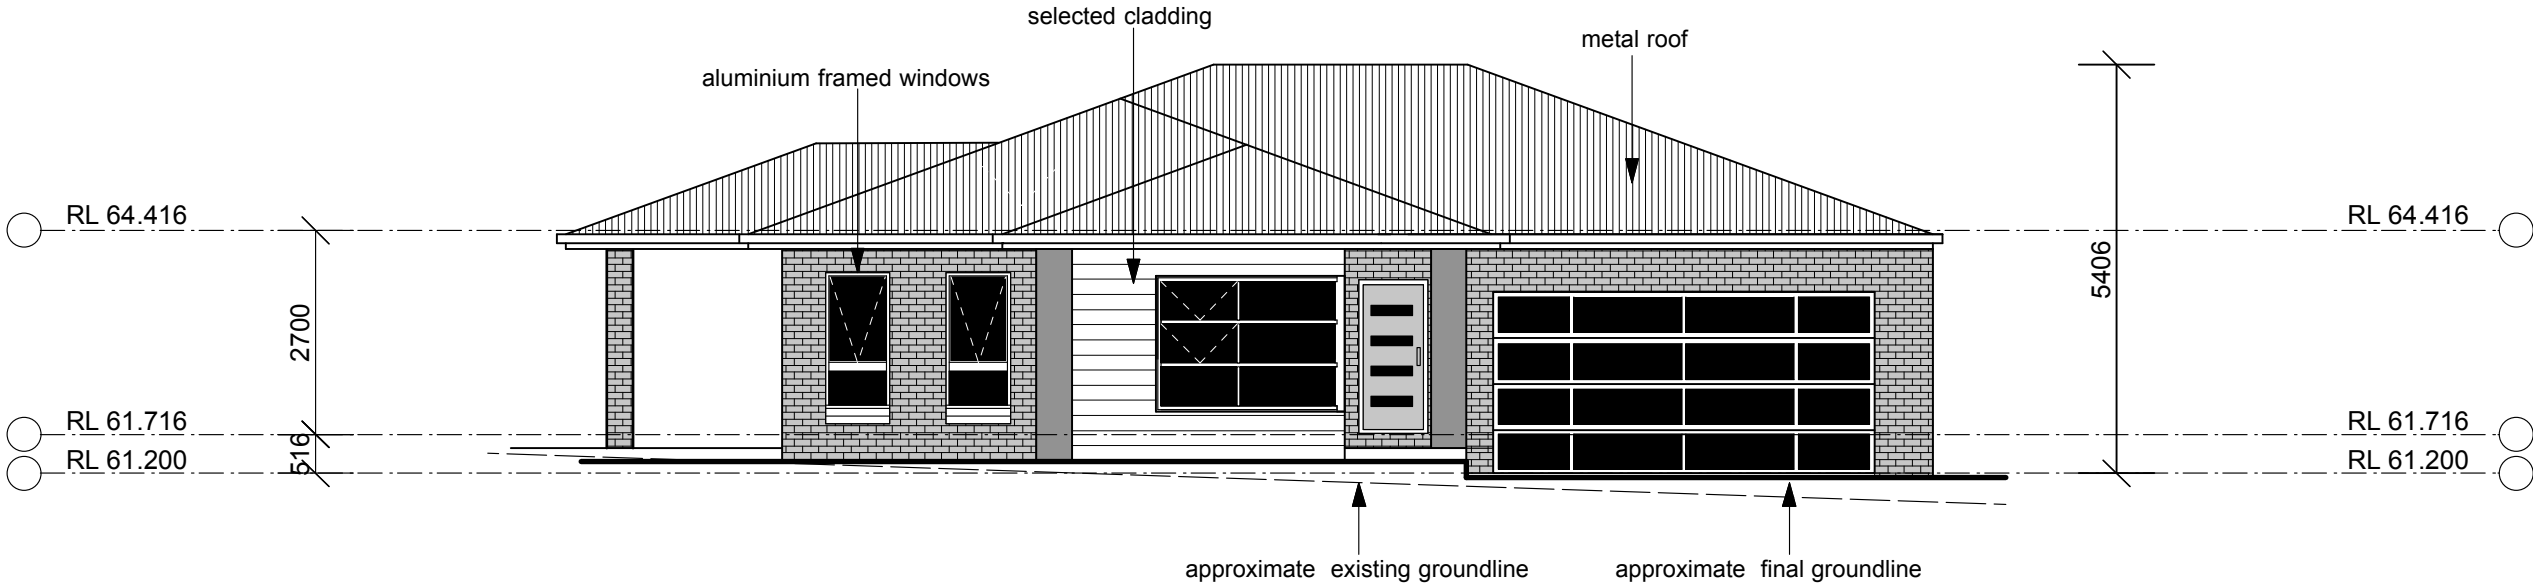 selected cladding
metal roof
aluminium framed windows
RL 64.416
RL 64.416
5406
2700
RL 61.716
RL 61.716
516
RL 61.200
RL 61.200
approximate existing groundline
approximate final groundline